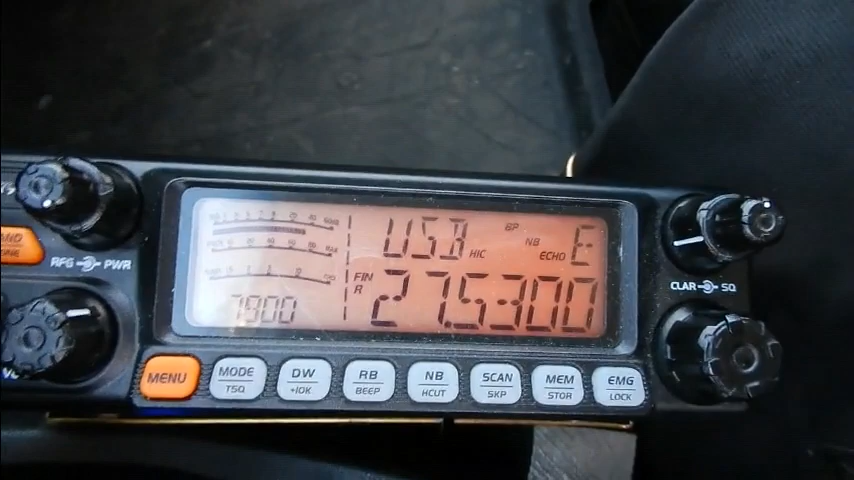 USB HIC BP NB ECHO E
FIN R 27.5300
7900
RFG PWR
CLAR SQ
MENU
MODE
TSQ
DW
+10K
RB
BEEP
NB
HCUT
SCAN
SKP
MEM
STOR
EMG
LOCK